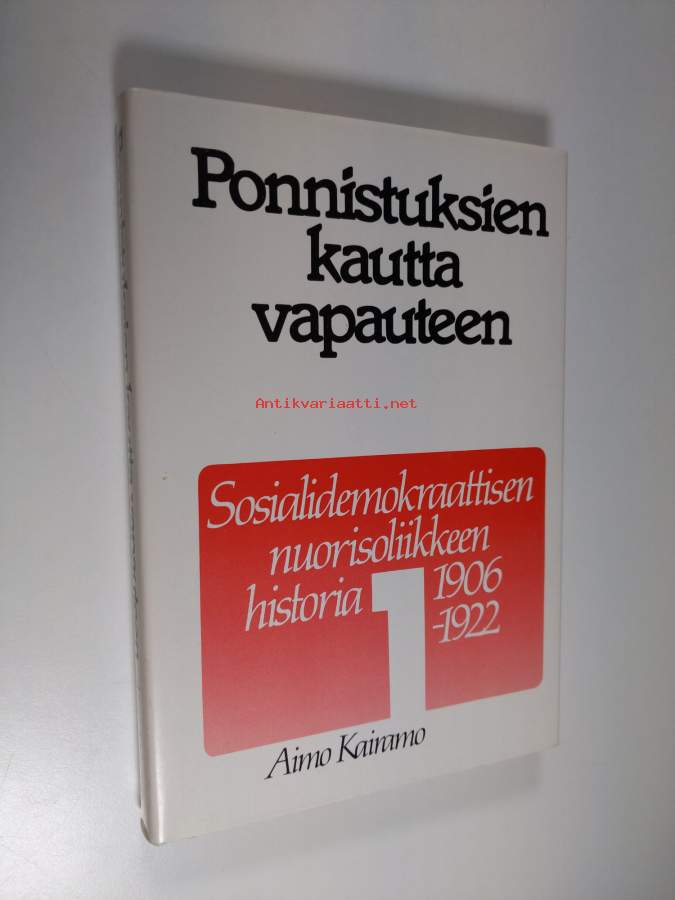 Ponnistuksien
kautta
vapauteen
Antikvariaatti.net
Sosialidemokraattisen
nuorisoliikkeen
historia 1 1906
-1922
Aimo Kairamo